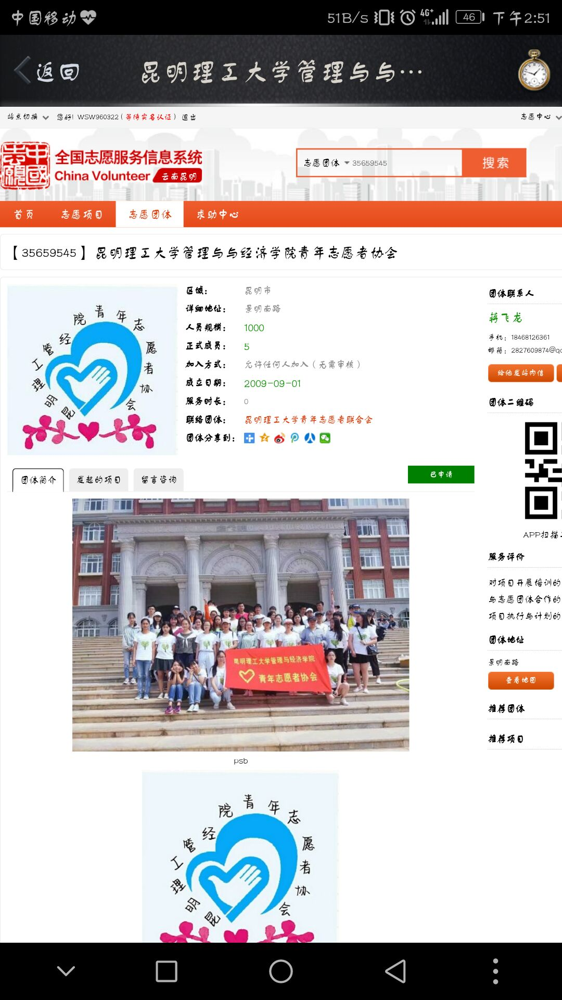 中国移动 51B/s 4G+ 46 下午2:51
返回 昆明理工大学管理与与…
站点切换 您好! WSW960322(等待实名认证) 退出 志愿中心
中國志願
全国志愿服务信息系统
China Volunteer 云南昆明
志愿团体 35659545 搜索
首页 志愿项目 志愿团体 求助中心
【35659545】昆明理工大学管理与与经济学院青年志愿者协会
昆明理工管经院青年志愿者协会
区域: 昆明市
详细地址: 景明南路
人员规模: 1000
正式成员: 5
加入方式: 允许任何人加入(无需审核)
成立日期: 2009-09-01
服务时长: 0
联络团体: 昆明理工大学青年志愿者联合会
团体分享到:
团体联系人
蒋飞龙
手机: 18468126361
邮箱: 2827609874@qq
给他发站内信
团体二维码
APP扫描
团体简介 发起的项目 留言咨询 已申请
昆明理工大学管理与经济学院
青年志愿者协会
psb
昆明理工管经院青年志愿者协会
服务评价
对项目开展培训的
与志愿团体合作的
项目执行与计划的
团体地址
景明南路
查看地图
推荐团体
推荐项目